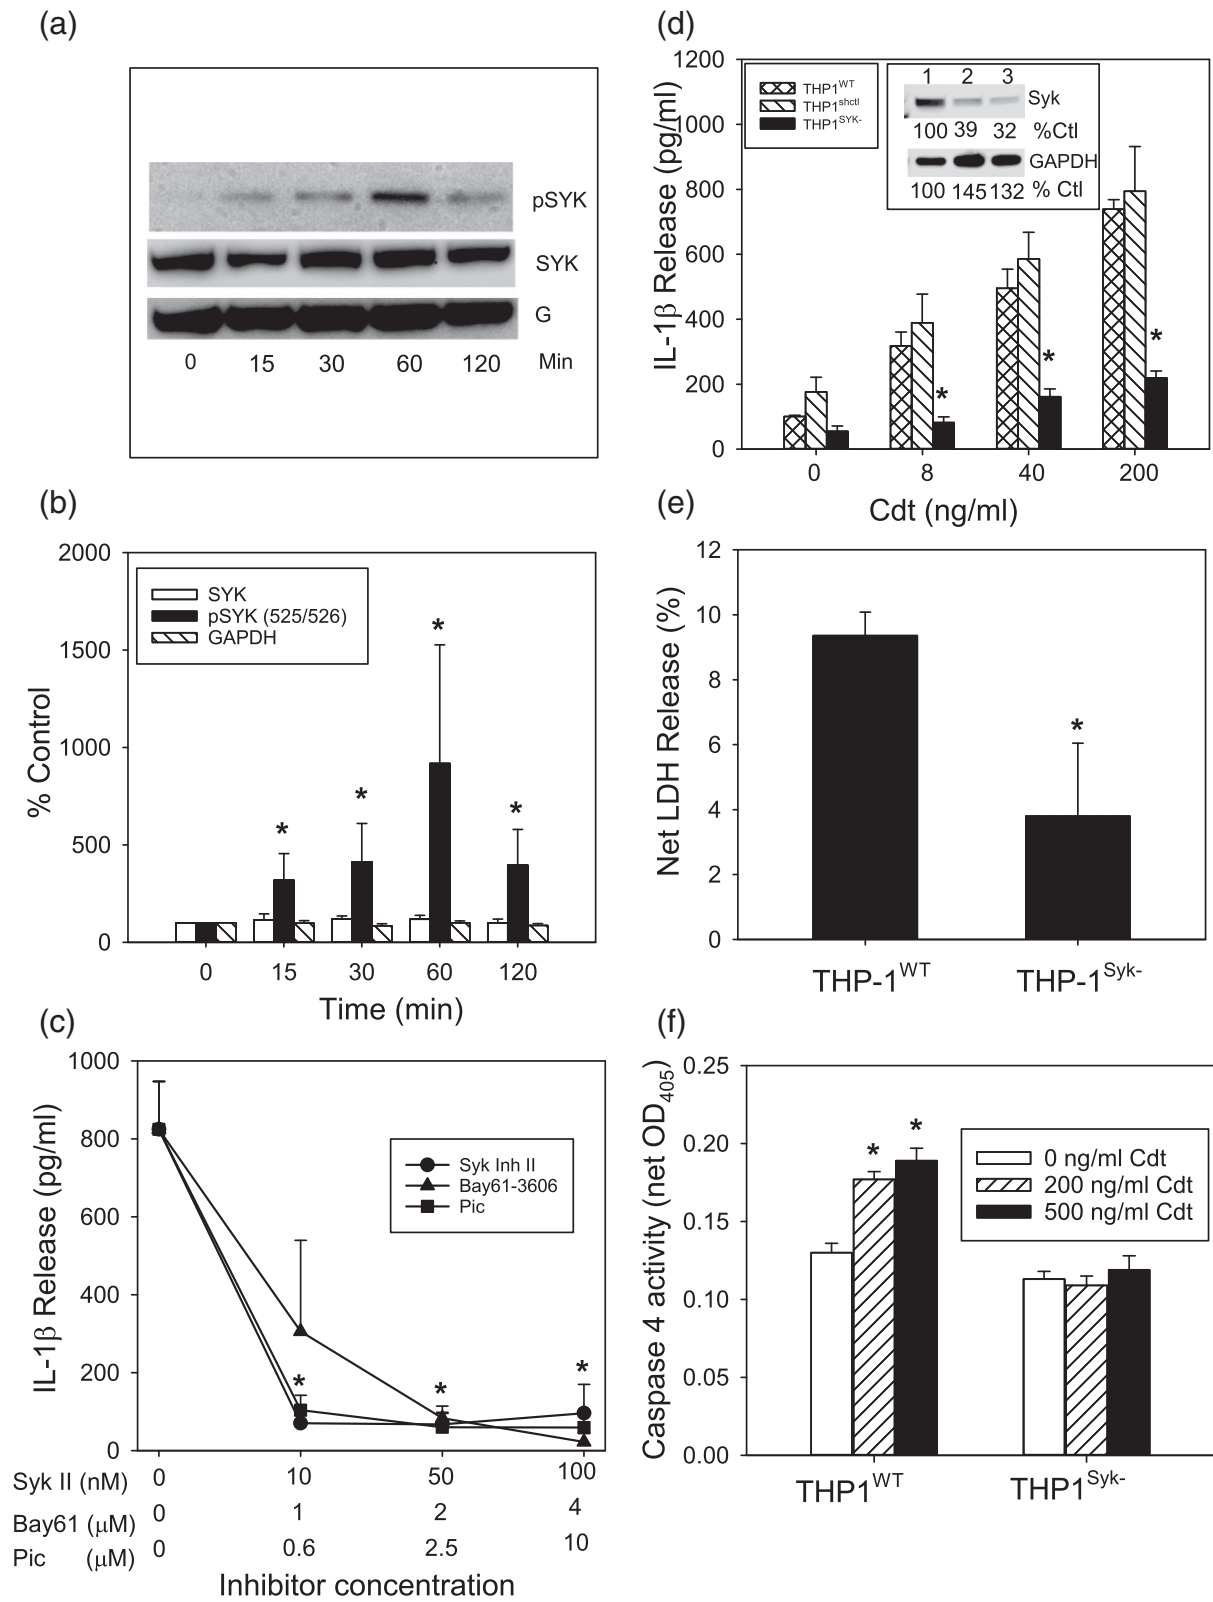 (a)
pSYK
SYK
G
0 15 30 60 120 Min
(b)
2000
1500
1000
500
0
% Control
SYK
pSYK (525/526)
GAPDH
* * * *
0 15 30 60 120
Time (min)
(c)
1000
800
600
400
200
0
IL-1β Release (pg/ml)
Syk Inh II
Bay61-3606
Pic
* * *
Syk II (nM) 0 10 50 100
Bay61 (μM) 0 1 2 4
Pic (μM) 0 0.6 2.5 10
Inhibitor concentration
(d)
1200
1000
800
600
400
200
0
IL-1β Release (pg/ml)
THP1WT
THP1shctl
THP1SYK-
1 2 3
Syk
100 39 32 %Ctl
GAPDH
100 145 132 % Ctl
* * *
0 8 40 200
Cdt (ng/ml)
(e)
12
10
8
6
4
2
0
Net LDH Release (%)
*
THP-1WT THP-1Syk-
(f)
0.25
0.20
0.15
0.10
0.05
0.00
Caspase 4 activity (net OD405)
* *
0 ng/ml Cdt
200 ng/ml Cdt
500 ng/ml Cdt
THP1WT THP1Syk-